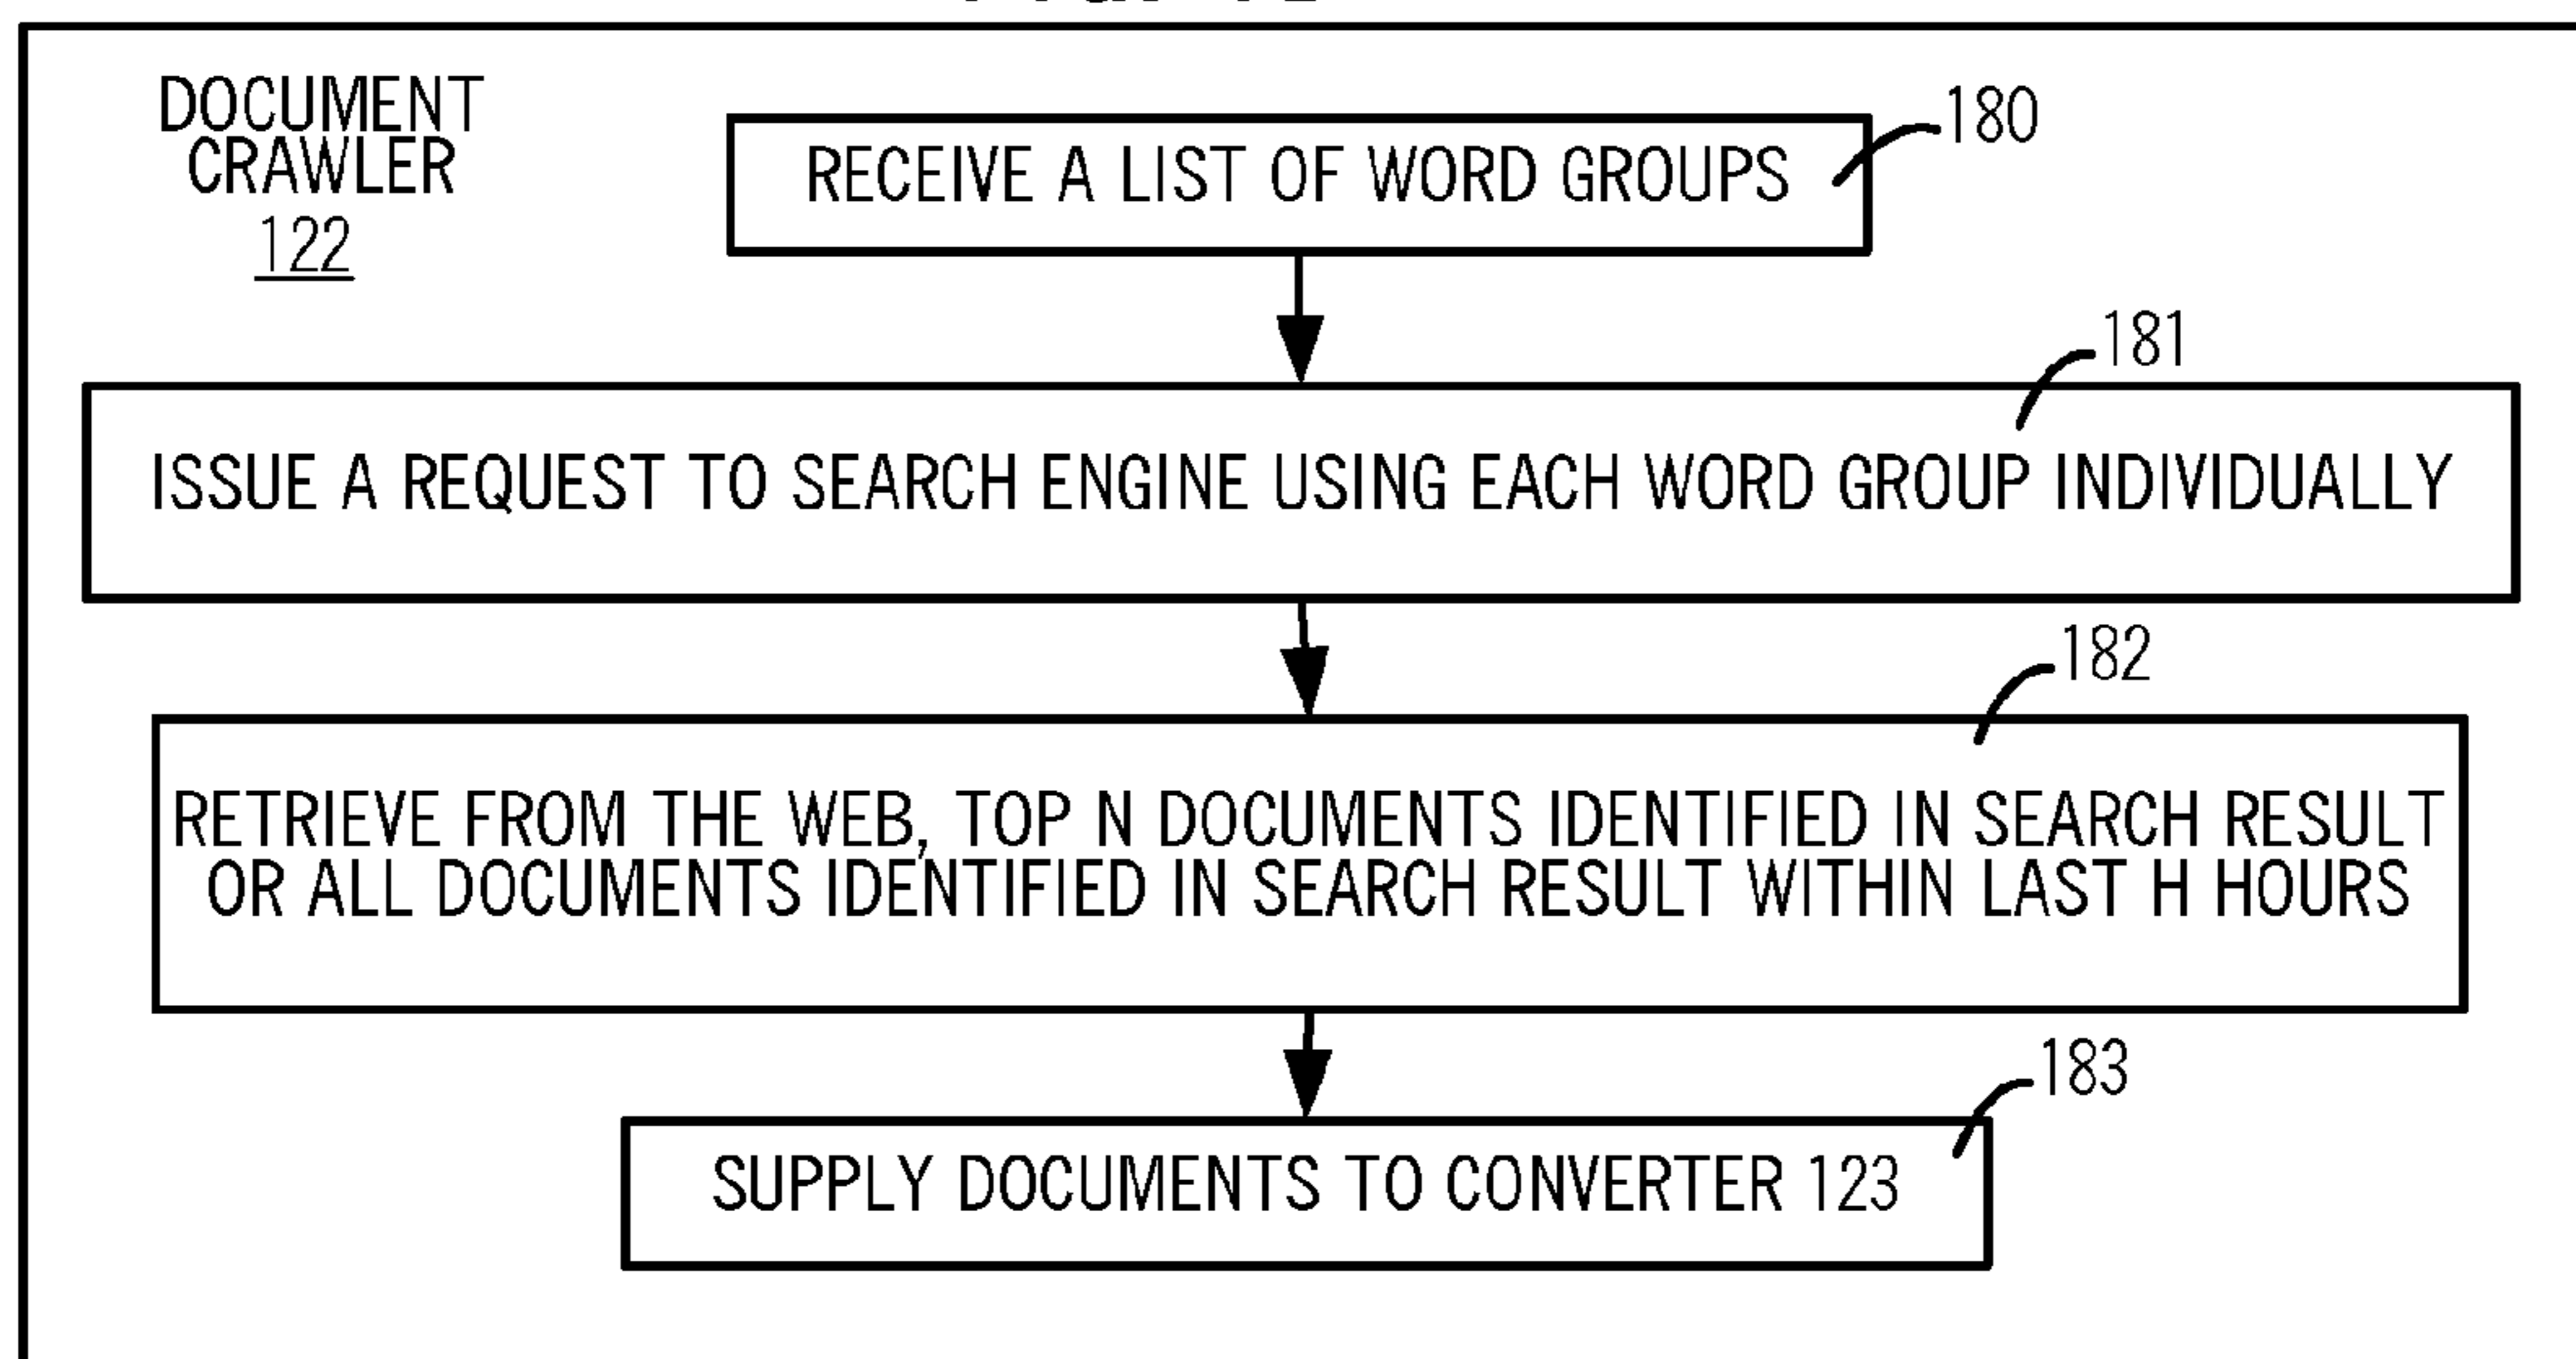 DOCUMENT
CRAWLER
122
RECEIVE A LIST OF WORD GROUPS
180
181
ISSUE A REQUEST TO SEARCH ENGINE USING EACH WORD GROUP INDIVIDUALLY
182
RETRIEVE FROM THE WEB, TOP N DOCUMENTS IDENTIFIED IN SEARCH RESULT
OR ALL DOCUMENTS IDENTIFIED IN SEARCH RESULT WITHIN LAST H HOURS
183
SUPPLY DOCUMENTS TO CONVERTER 123